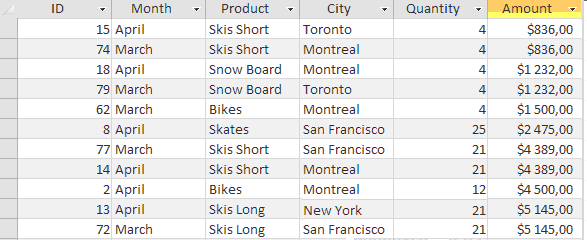 ID Month Product City Quantity Amount
15 April Skis Short Toronto 4 $836,00
74 March Skis Short Montreal 4 $836,00
18 April Snow Board Montreal 4 $1 232,00
79 March Snow Board Toronto 4 $1 232,00
62 March Bikes Montreal 4 $1 500,00
8 April Skates San Francisco 25 $2 475,00
77 March Skis Short San Francisco 21 $4 389,00
14 April Skis Short Montreal 21 $4 389,00
2 April Bikes Montreal 12 $4 500,00
13 April Skis Long New York 21 $5 145,00
72 March Skis Long San Francisco 21 $5 145,00